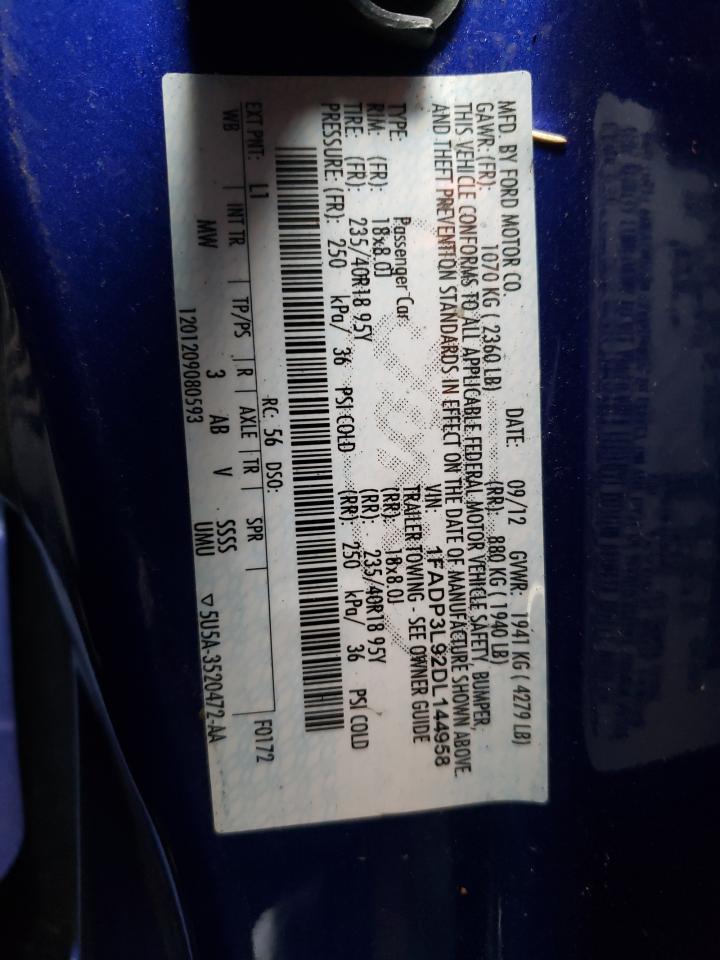 MFD. BY FORD MOTOR CO.
DATE: 09/12 GVWR: 1941 KG ( 4279 LB)
GAWR: (FR): 1070 KG ( 2360 LB) (RR): 880 KG ( 1940 LB)
THIS VEHICLE CONFORMS TO ALL APPLICABLE FEDERAL MOTOR VEHICLE SAFETY, BUMPER,
AND THEFT PREVENTION STANDARDS IN EFFECT ON THE DATE OF MANUFACTURE SHOWN ABOVE.
VIN: 1FADP3L92DL144958
TYPE: Passenger Car TRAILER TOWING - SEE OWNER GUIDE
RIM: (FR): 18x8.0J (RR): 18x8.0J
TIRE: (FR): 235/40R18 95Y (RR): 235/40R18 95Y
PRESSURE: (FR): 250 kPa/ 36 PSI COLD (RR): 250 kPa/ 36 PSI COLD
RC: 56 DSO: F0172
EXT PNT: L1
WB INT TR TP/PS R AXLE TR SPR
MW 3 AB V SSSS
UMU
1201209080593 ▽ 5U5A-3520472-AA